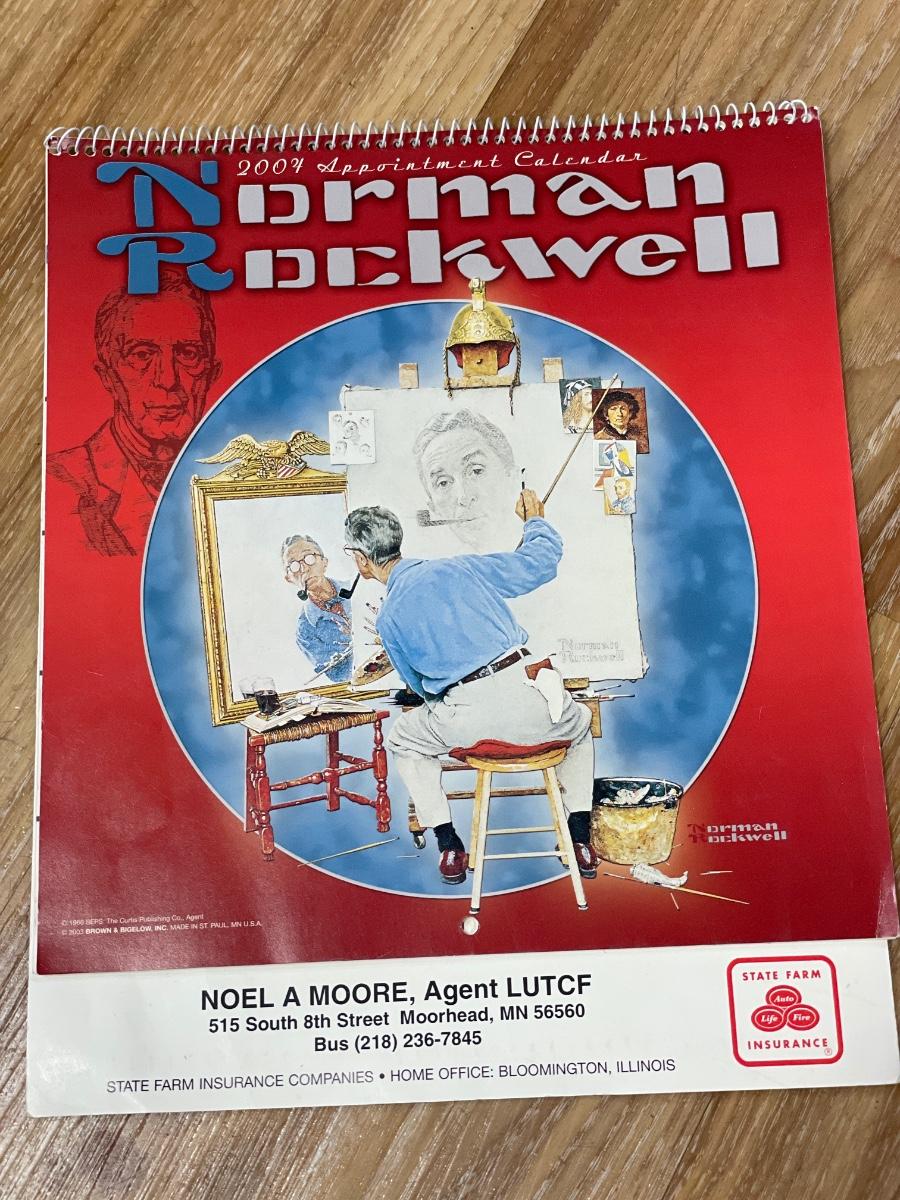 2004 Appointment Calendar
Norman
Rockwell
Norman
Rockwell
Norman
Rockwell
© 1960 SEPS: The Curtis Publishing Co., Agent
© 2003 BROWN & BIGELOW, INC. MADE IN ST. PAUL, MN U.S.A.
NOEL A MOORE, Agent LUTCF
515 South 8th Street Moorhead, MN 56560
Bus (218) 236-7845
STATE FARM INSURANCE COMPANIES • HOME OFFICE: BLOOMINGTON, ILLINOIS
STATE FARM
Auto
Life Fire
INSURANCE®